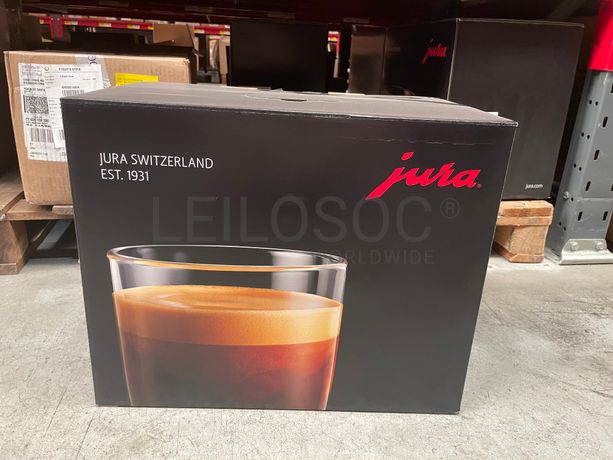 jura
JURA SWITZERLAND
EST. 1931
jura
LEILOSOC®
WORLDWIDE
jura.com